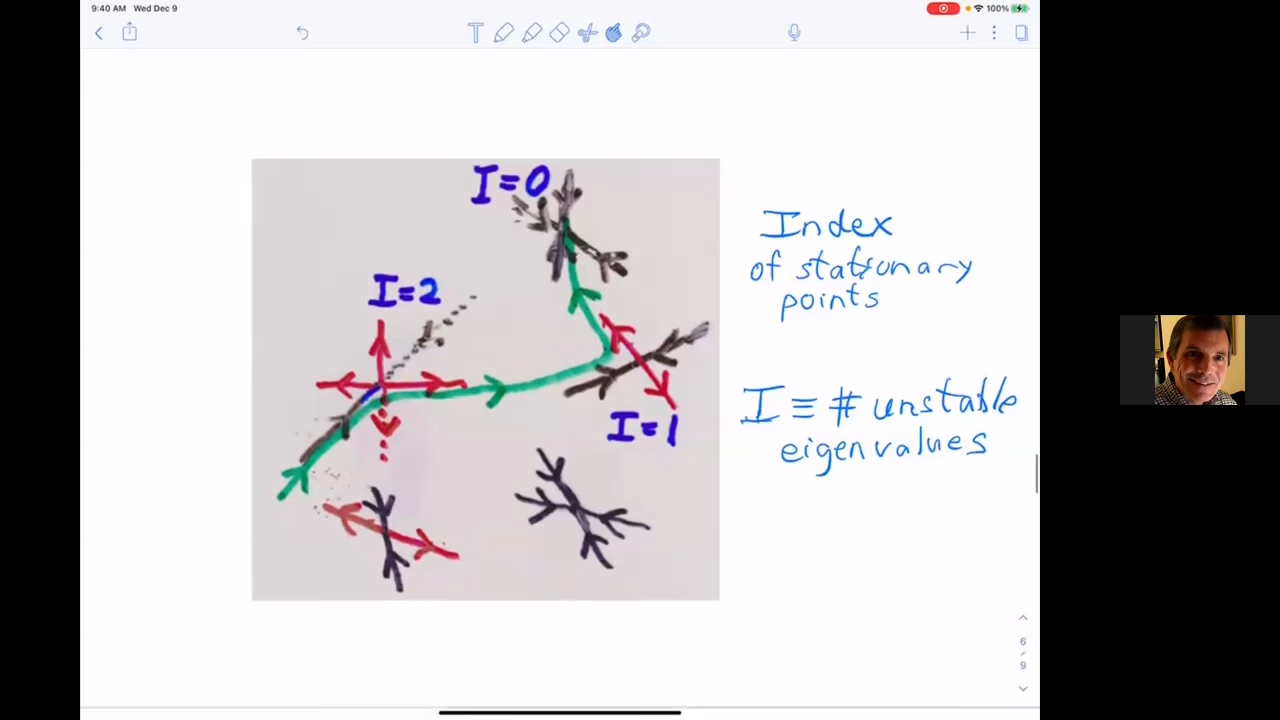 9:40 AM Wed Dec 9
100%
T
I=0
I=2
I=1
Index
of stationary
points
I ≡ # unstable
eigenvalues
6
9